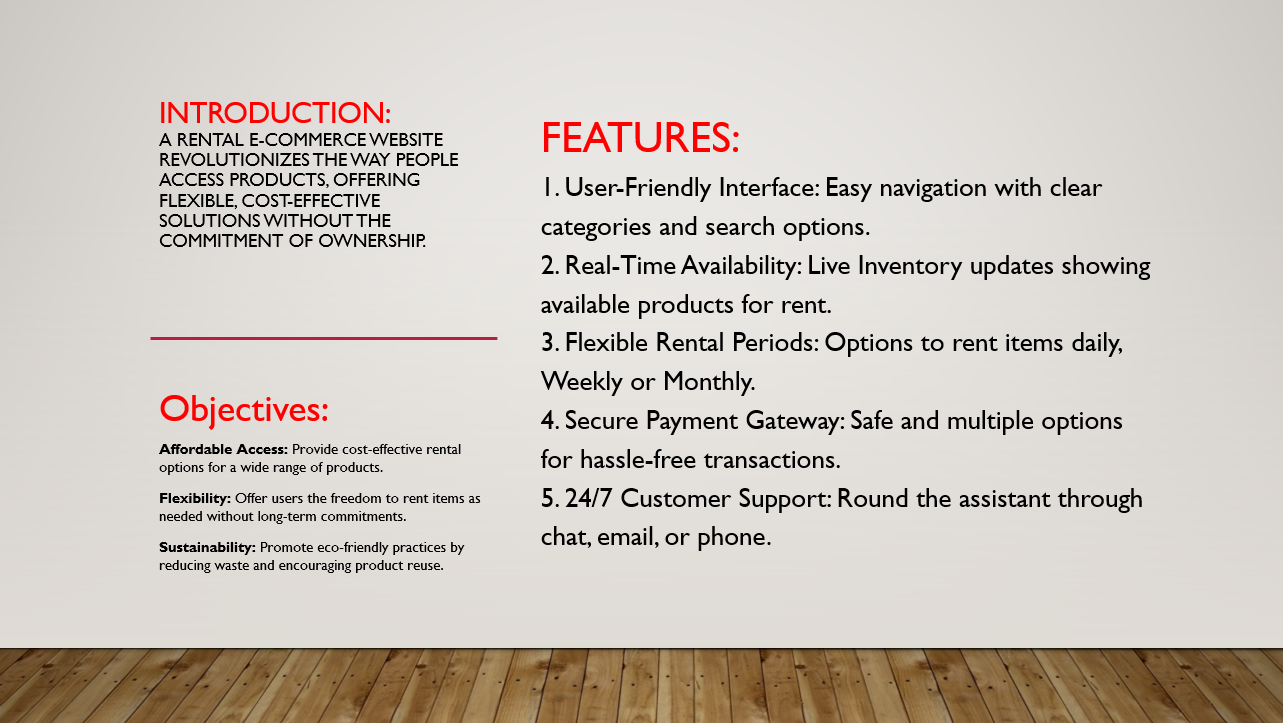 INTRODUCTION:
A RENTAL E-COMMERCE WEBSITE
REVOLUTIONIZES THE WAY PEOPLE
ACCESS PRODUCTS, OFFERING
FLEXIBLE, COST-EFFECTIVE
SOLUTIONS WITHOUT THE
COMMITMENT OF OWNERSHIP.
Objectives:
Affordable Access: Provide cost-effective rental
options for a wide range of products.
Flexibility: Offer users the freedom to rent items as
needed without long-term commitments.
Sustainability: Promote eco-friendly practices by
reducing waste and encouraging product reuse.
FEATURES:
1. User-Friendly Interface: Easy navigation with clear
categories and search options.
2. Real-Time Availability: Live Inventory updates showing
available products for rent.
3. Flexible Rental Periods: Options to rent items daily,
Weekly or Monthly.
4. Secure Payment Gateway: Safe and multiple options
for hassle-free transactions.
5. 24/7 Customer Support: Round the assistant through
chat, email, or phone.